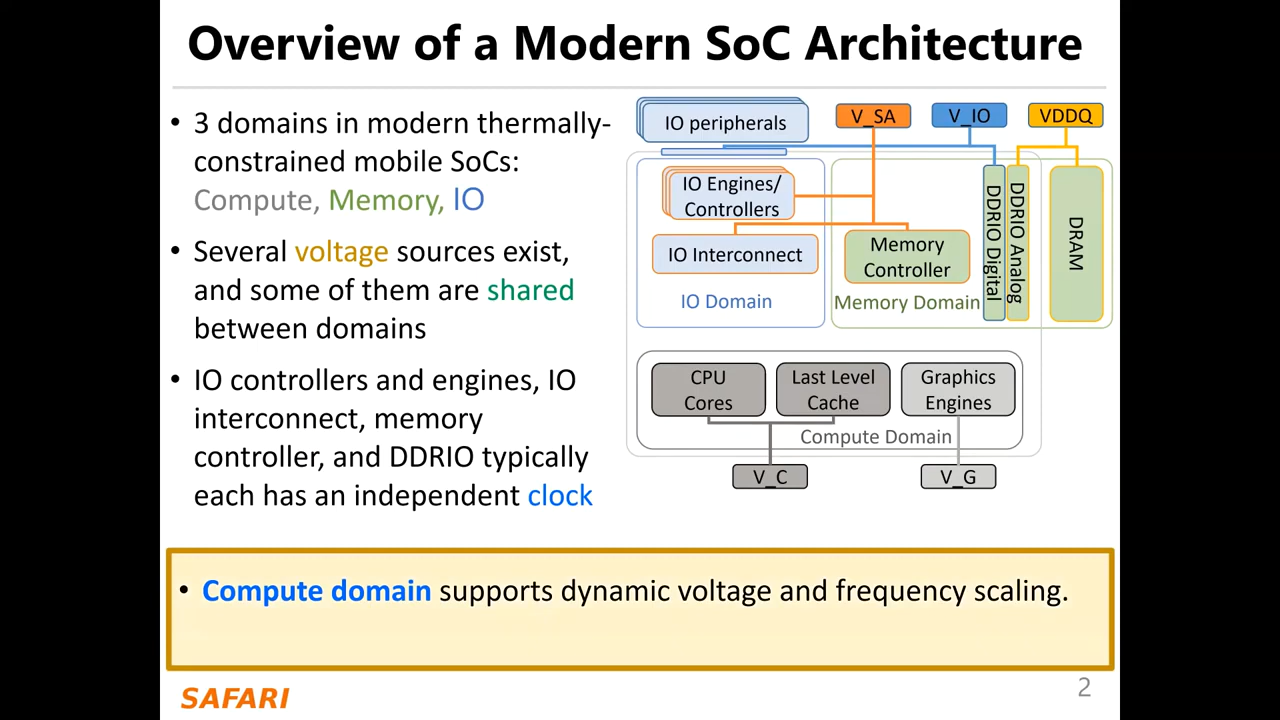 Overview of a Modern SoC Architecture
• 3 domains in modern thermally-
constrained mobile SoCs:
Compute, Memory, IO
• Several voltage sources exist,
and some of them are shared
between domains
• IO controllers and engines, IO
interconnect, memory
controller, and DDRIO typically
each has an independent clock
IO peripherals
V_SA
V_IO
VDDQ
IO Engines/
Controllers
IO Interconnect
IO Domain
Memory
Controller
Memory Domain
DDRIO Digital
DDRIO Analog
DRAM
CPU
Cores
Last Level
Cache
Graphics
Engines
Compute Domain
V_C
V_G
• Compute domain supports dynamic voltage and frequency scaling.
SAFARI
2